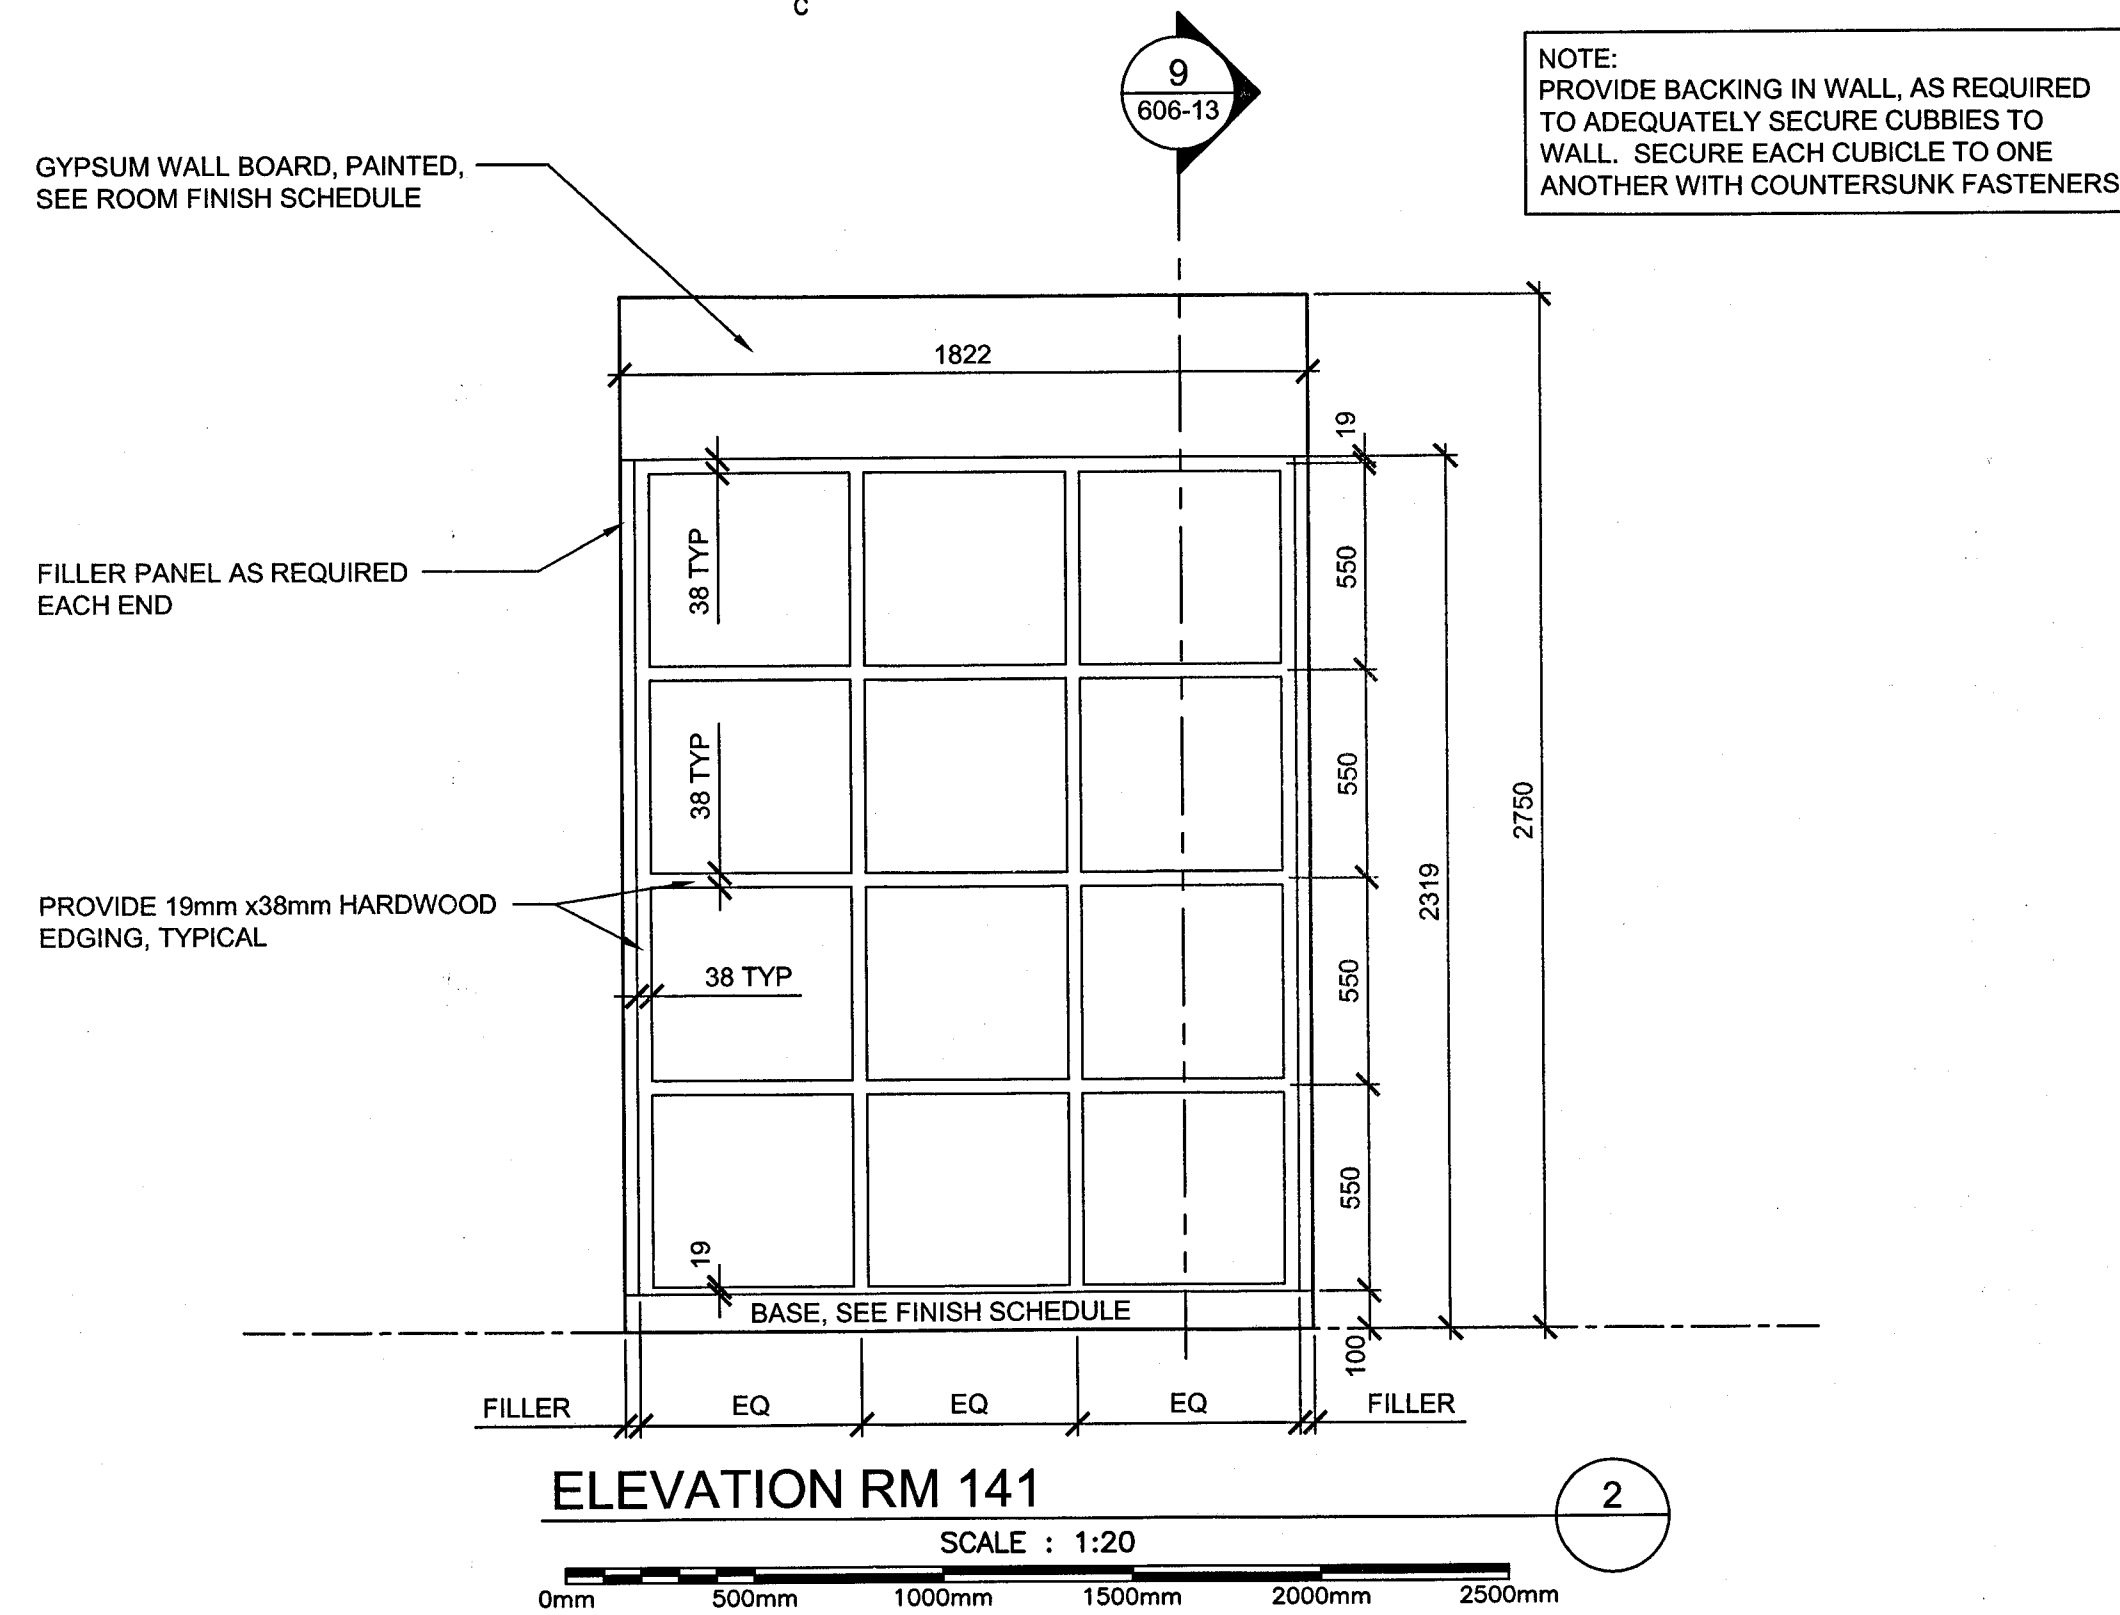 C
9
606-13
NOTE:
PROVIDE BACKING IN WALL, AS REQUIRED
TO ADEQUATELY SECURE CUBBIES TO
WALL. SECURE EACH CUBICLE TO ONE
ANOTHER WITH COUNTERSUNK FASTENERS
GYPSUM WALL BOARD, PAINTED,
SEE ROOM FINISH SCHEDULE
1822
19
38 TYP
550
FILLER PANEL AS REQUIRED
EACH END
38 TYP
550
2750
2319
PROVIDE 19mm x38mm HARDWOOD
EDGING, TYPICAL
38 TYP
550
550
19
BASE, SEE FINISH SCHEDULE
100
FILLER
EQ
EQ
EQ
FILLER
ELEVATION RM 141
2
SCALE : 1:20
0mm
500mm
1000mm
1500mm
2000mm
2500mm